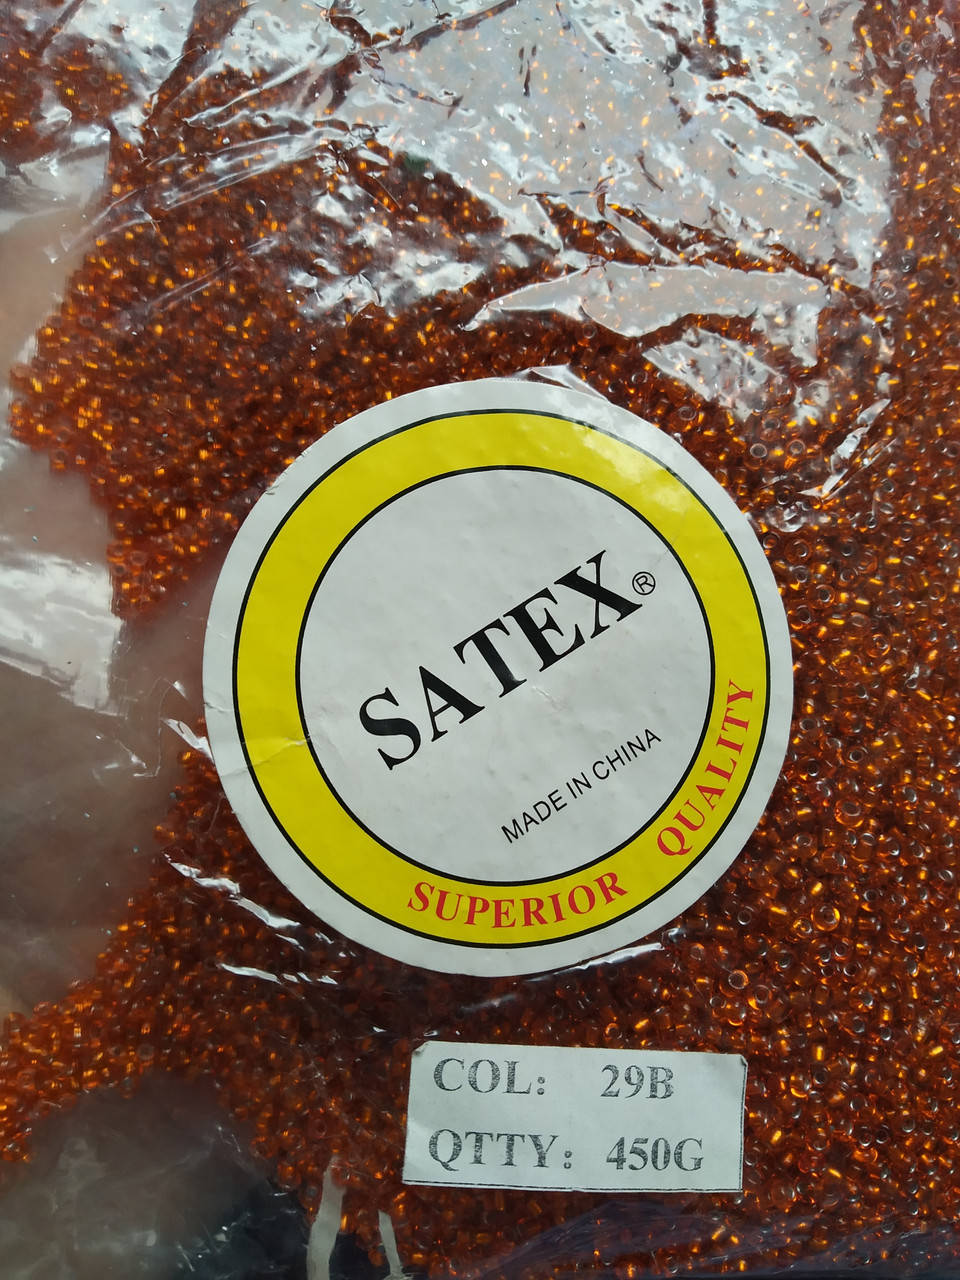 SATEX®
MADE IN CHINA
SUPERIOR QUALITY
COL: 29B
QTTY: 450G